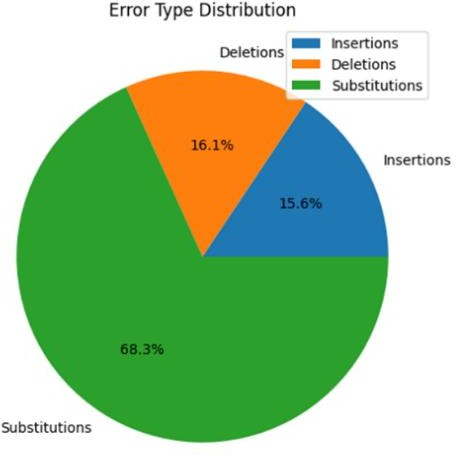 Error Type Distribution
Deletions
Insertions
Deletions
Substitutions
Insertions
16.1%
15.6%
68.3%
Substitutions